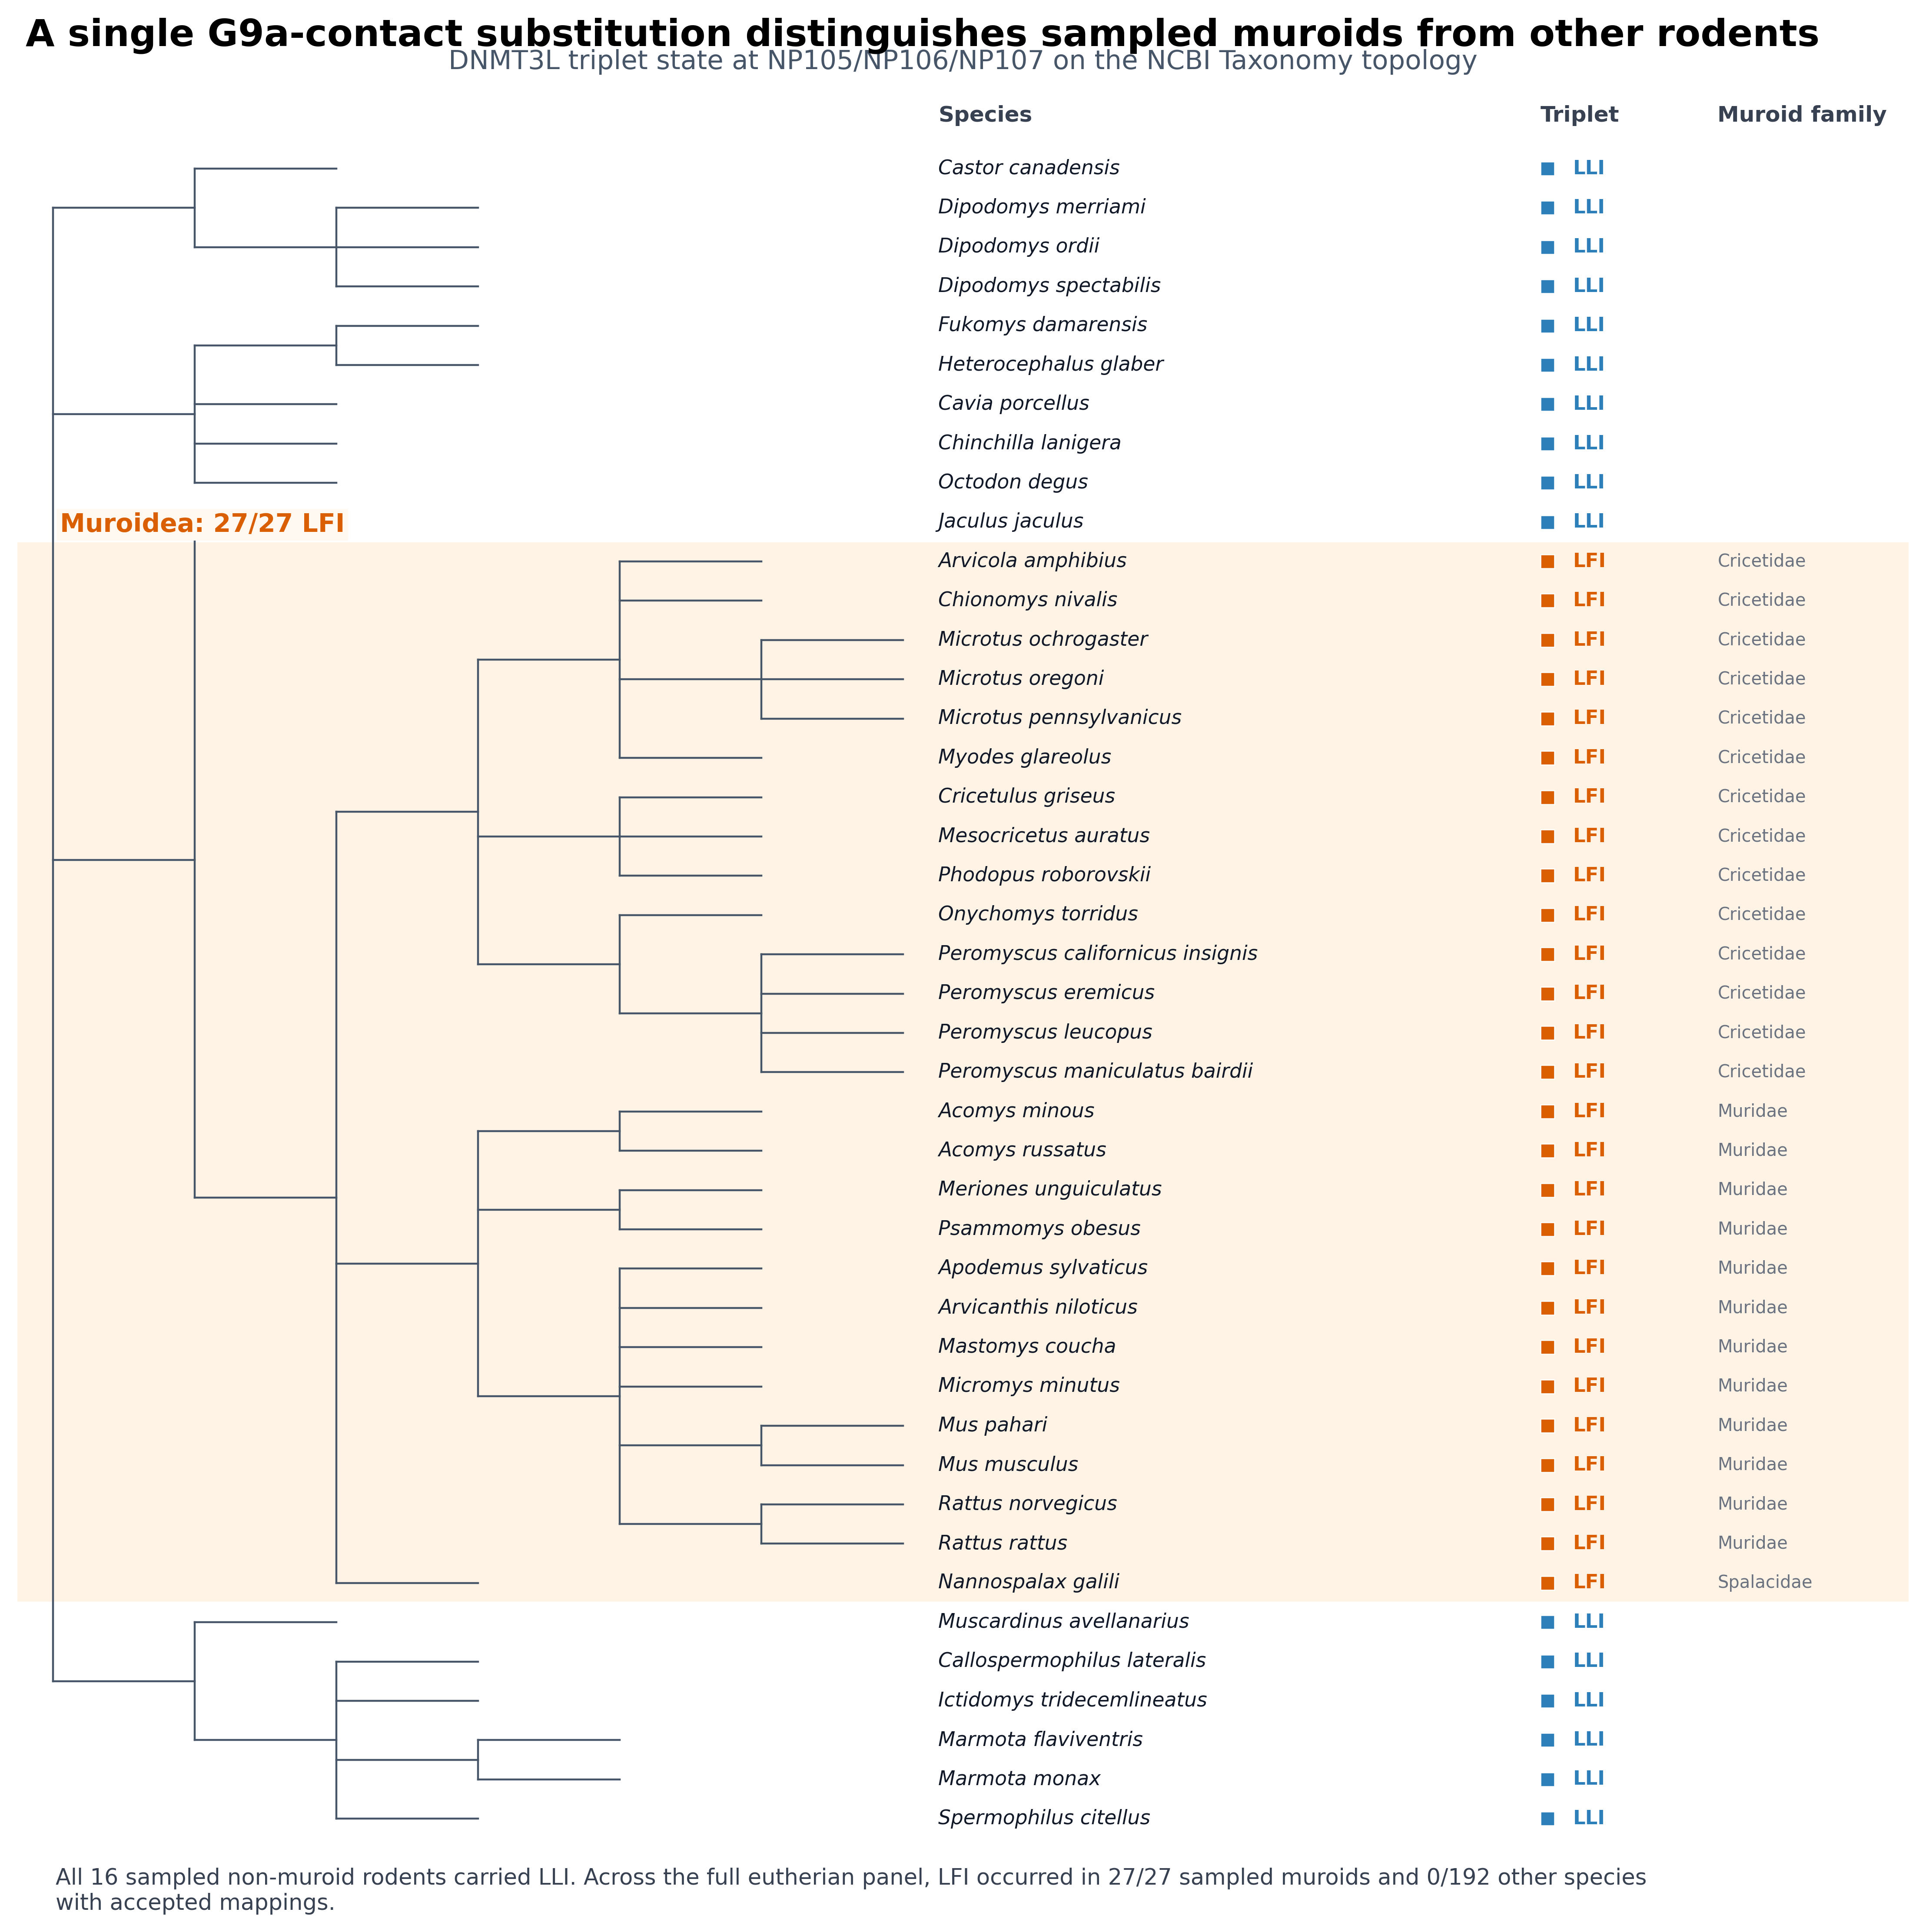 A single G9a-contact substitution distinguishes sampled muroids from other rodents
DNMT3L triplet state at NP105/NP106/NP107 on the NCBI Taxonomy topology
Species Triplet Muroid family
Castor canadensis LLI
Dipodomys merriami LLI
Dipodomys ordii LLI
Dipodomys spectabilis LLI
Fukomys damarensis LLI
Heterocephalus glaber LLI
Cavia porcellus LLI
Chinchilla lanigera LLI
Octodon degus LLI
Muroidea: 27/27 LFI
Jaculus jaculus LLI
Arvicola amphibius LFI Cricetidae
Chionomys nivalis LFI Cricetidae
Microtus ochrogaster LFI Cricetidae
Microtus oregoni LFI Cricetidae
Microtus pennsylvanicus LFI Cricetidae
Myodes glareolus LFI Cricetidae
Cricetulus griseus LFI Cricetidae
Mesocricetus auratus LFI Cricetidae
Phodopus roborovskii LFI Cricetidae
Onychomys torridus LFI Cricetidae
Peromyscus californicus insignis LFI Cricetidae
Peromyscus eremicus LFI Cricetidae
Peromyscus leucopus LFI Cricetidae
Peromyscus maniculatus bairdii LFI Cricetidae
Acomys minous LFI Muridae
Acomys russatus LFI Muridae
Meriones unguiculatus LFI Muridae
Psammomys obesus LFI Muridae
Apodemus sylvaticus LFI Muridae
Arvicanthis niloticus LFI Muridae
Mastomys coucha LFI Muridae
Micromys minutus LFI Muridae
Mus pahari LFI Muridae
Mus musculus LFI Muridae
Rattus norvegicus LFI Muridae
Rattus rattus LFI Muridae
Nannospalax galili LFI Spalacidae
Muscardinus avellanarius LLI
Callospermophilus lateralis LLI
Ictidomys tridecemlineatus LLI
Marmota flaviventris LLI
Marmota monax LLI
Spermophilus citellus LLI
All 16 sampled non-muroid rodents carried LLI. Across the full eutherian panel, LFI occurred in 27/27 sampled muroids and 0/192 other species
with accepted mappings.